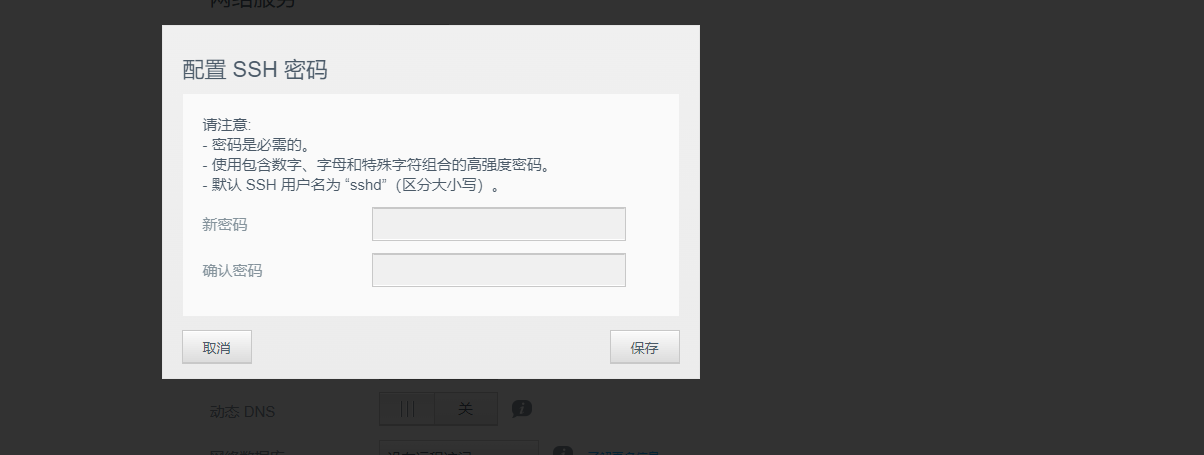 网络服务
配置 SSH 密码
请注意:
- 密码是必需的。
- 使用包含数字、字母和特殊字符组合的高强度密码。
- 默认 SSH 用户名为 “sshd”（区分大小写）。
新密码
确认密码
取消
保存
动态 DNS
关